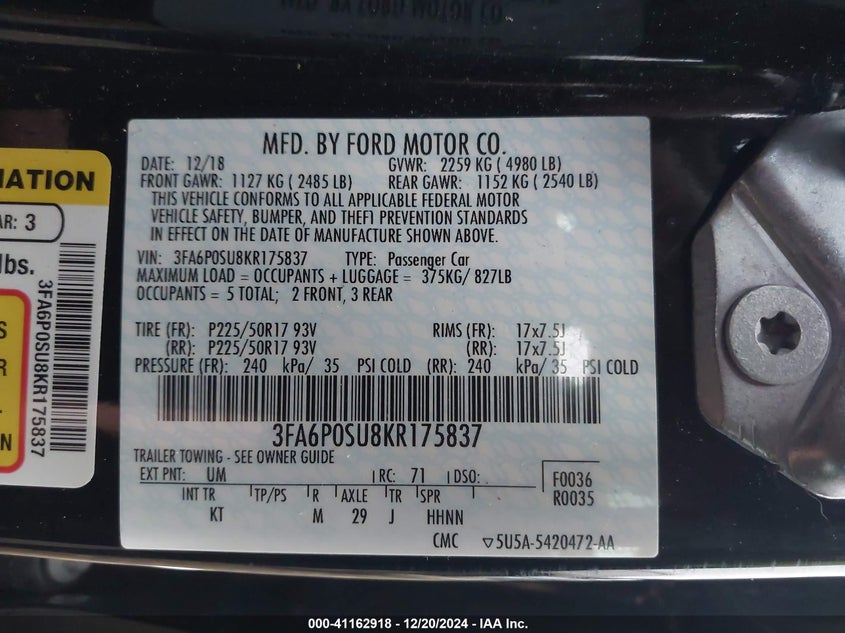 MFD. BY FORD MOTOR CO.
DATE: 12/18 GVWR: 2259 KG ( 4980 LB)
FRONT GAWR: 1127 KG ( 2485 LB) REAR GAWR: 1152 KG ( 2540 LB)
THIS VEHICLE CONFORMS TO ALL APPLICABLE FEDERAL MOTOR
VEHICLE SAFETY, BUMPER, AND THEFT PREVENTION STANDARDS
IN EFFECT ON THE DATE OF MANUFACTURE SHOWN ABOVE.
VIN: 3FA6P0SU8KR175837 TYPE: Passenger Car
MAXIMUM LOAD = OCCUPANTS + LUGGAGE = 375KG/ 827LB
OCCUPANTS = 5 TOTAL; 2 FRONT, 3 REAR
TIRE (FR): P225/50R17 93V RIMS (FR): 17x7.5J
(RR): P225/50R17 93V (RR): 17x7.5J
PRESSURE (FR): 240 kPa/ 35 PSI COLD (RR): 240 kPa/ 35 PSI COLD
3FA6P0SU8KR175837
TRAILER TOWING - SEE OWNER GUIDE
EXT PNT: UM RC: 71 DSO: F0036
R0035
INT TR TP/PS R AXLE TR SPR
KT M 29 J HHNN
CMC ▽5U5A-5420472-AA
MATION
AR: 3
lbs.
S
R
L.
N
3FA6P0SU8KR175837
MFD. BY FORD MOTOR CO.
000-41162918 - 12/20/2024 - IAA Inc.